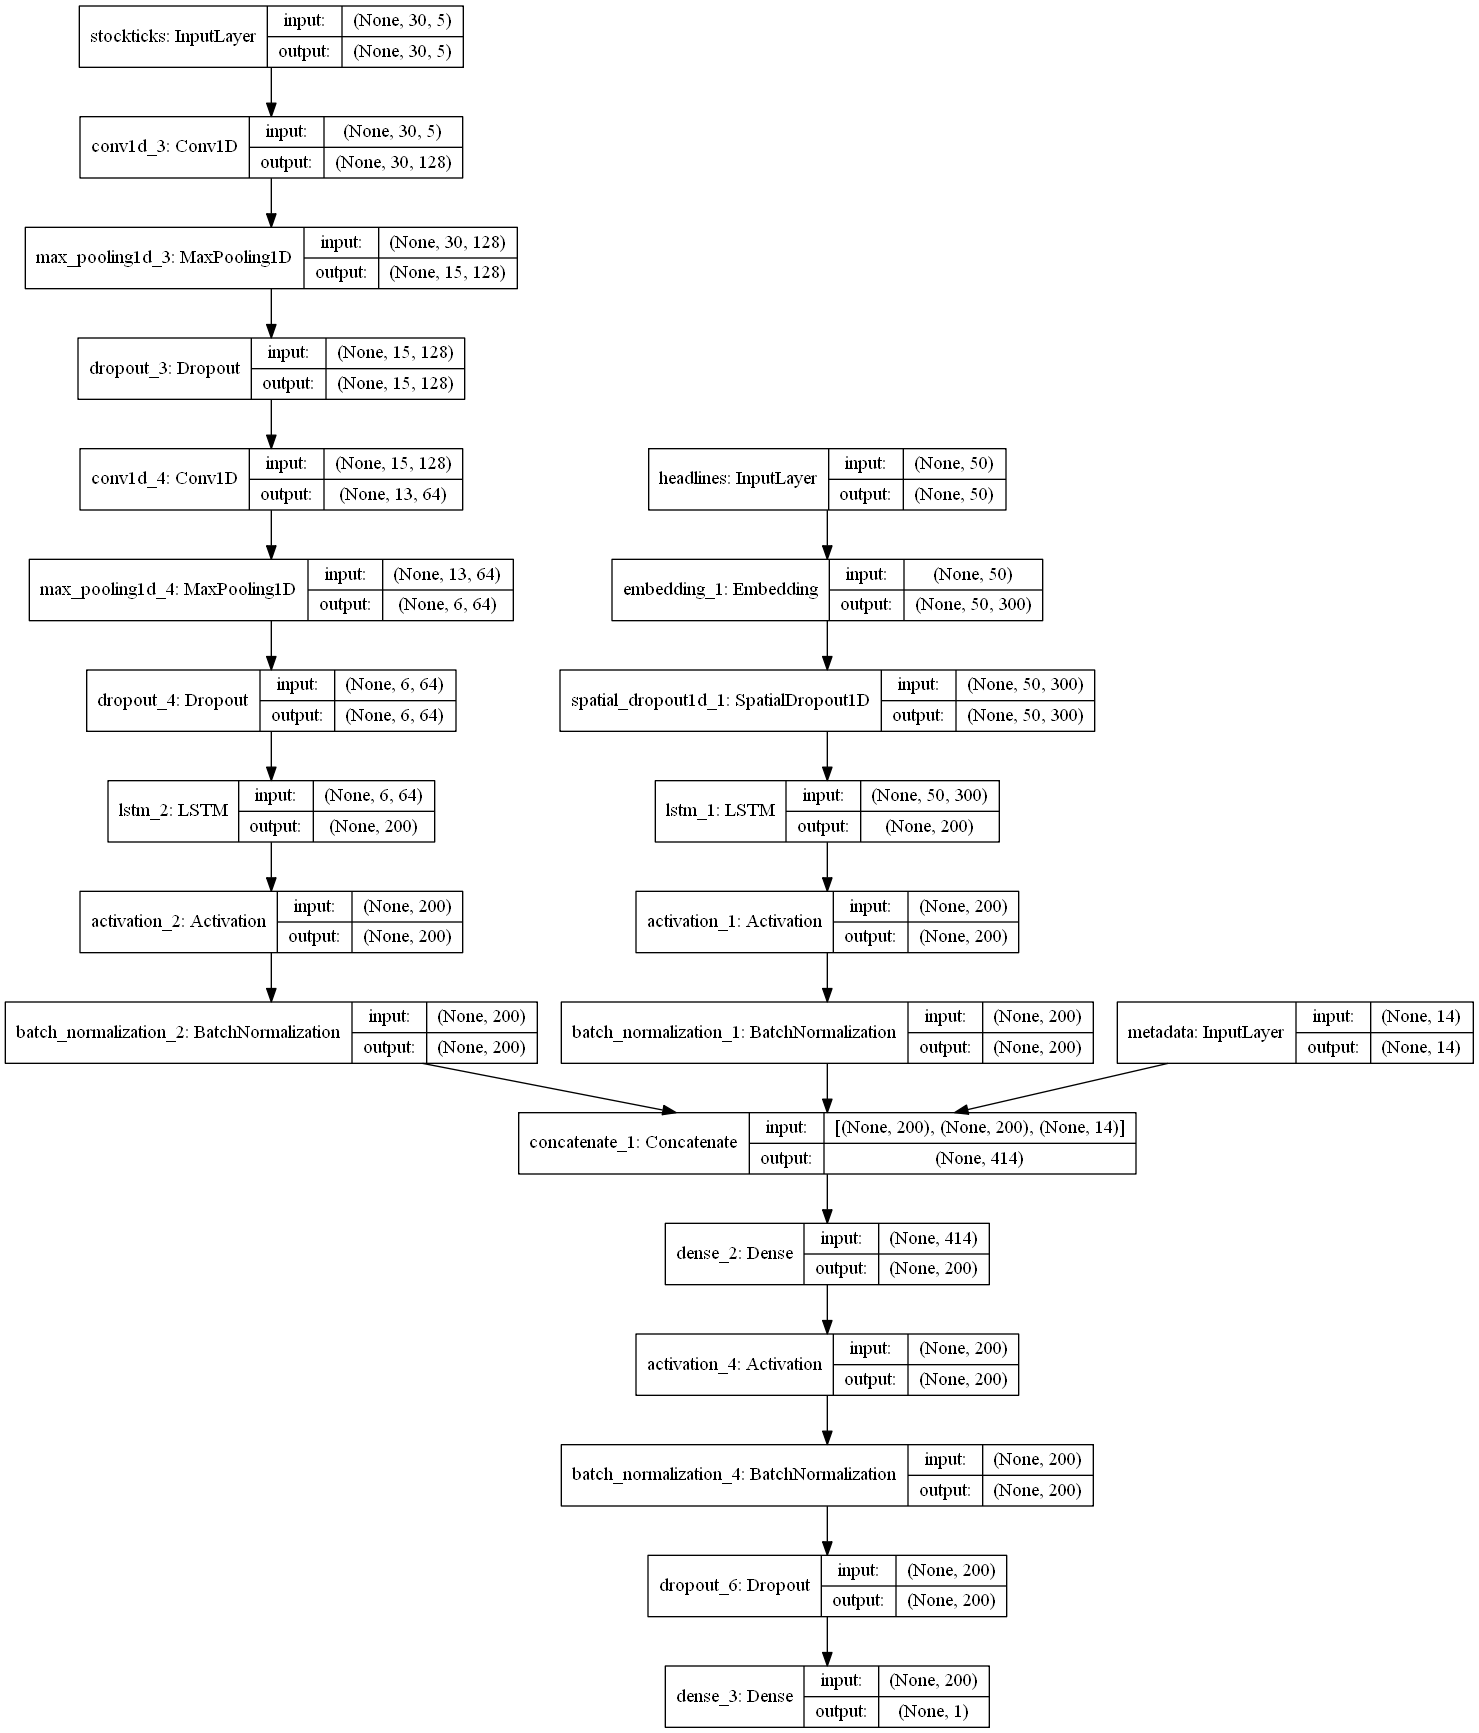 stockticks: InputLayer
input: (None, 30, 5)
output: (None, 30, 5)
conv1d_3: Conv1D
input: (None, 30, 5)
output: (None, 30, 128)
max_pooling1d_3: MaxPooling1D
input: (None, 30, 128)
output: (None, 15, 128)
dropout_3: Dropout
input: (None, 15, 128)
output: (None, 15, 128)
conv1d_4: Conv1D
input: (None, 15, 128)
output: (None, 13, 64)
max_pooling1d_4: MaxPooling1D
input: (None, 13, 64)
output: (None, 6, 64)
dropout_4: Dropout
input: (None, 6, 64)
output: (None, 6, 64)
lstm_2: LSTM
input: (None, 6, 64)
output: (None, 200)
activation_2: Activation
input: (None, 200)
output: (None, 200)
batch_normalization_2: BatchNormalization
input: (None, 200)
output: (None, 200)
headlines: InputLayer
input: (None, 50)
output: (None, 50)
embedding_1: Embedding
input: (None, 50)
output: (None, 50, 300)
spatial_dropout1d_1: SpatialDropout1D
input: (None, 50, 300)
output: (None, 50, 300)
lstm_1: LSTM
input: (None, 50, 300)
output: (None, 200)
activation_1: Activation
input: (None, 200)
output: (None, 200)
batch_normalization_1: BatchNormalization
input: (None, 200)
output: (None, 200)
metadata: InputLayer
input: (None, 14)
output: (None, 14)
concatenate_1: Concatenate
input: [(None, 200), (None, 200), (None, 14)]
output: (None, 414)
dense_2: Dense
input: (None, 414)
output: (None, 200)
activation_4: Activation
input: (None, 200)
output: (None, 200)
batch_normalization_4: BatchNormalization
input: (None, 200)
output: (None, 200)
dropout_6: Dropout
input: (None, 200)
output: (None, 200)
dense_3: Dense
input: (None, 200)
output: (None, 1)